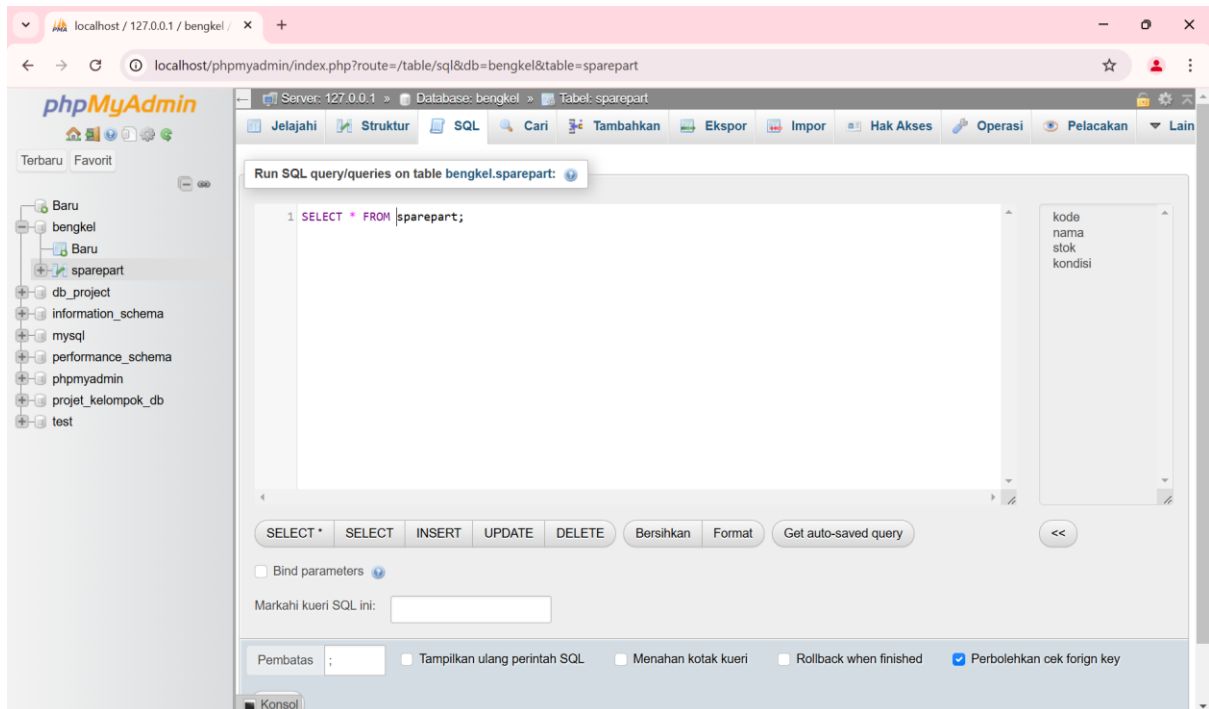 localhost / 127.0.0.1 / bengkel /
localhost/phpmyadmin/index.php?route=/table/sql&db=bengkel&table=sparepart
phpMyAdmin
Terbaru Favorit
Baru
bengkel
Baru
sparepart
db_project
information_schema
mysql
performance_schema
phpmyadmin
projet_kelompok_db
test
Server: 127.0.0.1 » Database: bengkel » Tabel: sparepart
Jelajahi Struktur SQL Cari Tambahkan Ekspor Impor Hak Akses Operasi Pelacakan Lain
Run SQL query/queries on table bengkel.sparepart:
1 SELECT * FROM sparepart;
kode
nama
stok
kondisi
SELECT * SELECT INSERT UPDATE DELETE Bersihkan Format Get auto-saved query <<
Bind parameters
Markahi kueri SQL ini:
Pembatas ; Tampilkan ulang perintah SQL Menahan kotak kueri Rollback when finished Perbolehkan cek forign key
Konsol